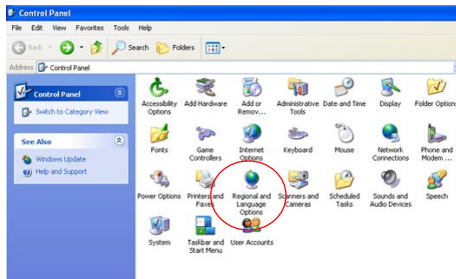 Control Panel
File Edit View Favorites Tools Help
Back Search Folders
Address Control Panel
Control Panel
Switch to Category View
See Also
Windows Update
Help and Support
Accessibility Options
Add Hardware
Add or Remov...
Administrative Tools
Date and Time
Display
Folder Options
Fonts
Game Controllers
Internet Options
Keyboard
Mouse
Network Connections
Phone and Modem ...
Power Options
Printers and Faxes
Regional and Language Options
Scanners and Cameras
Scheduled Tasks
Sounds and Audio Devices
Speech
System
Taskbar and Start Menu
User Accounts